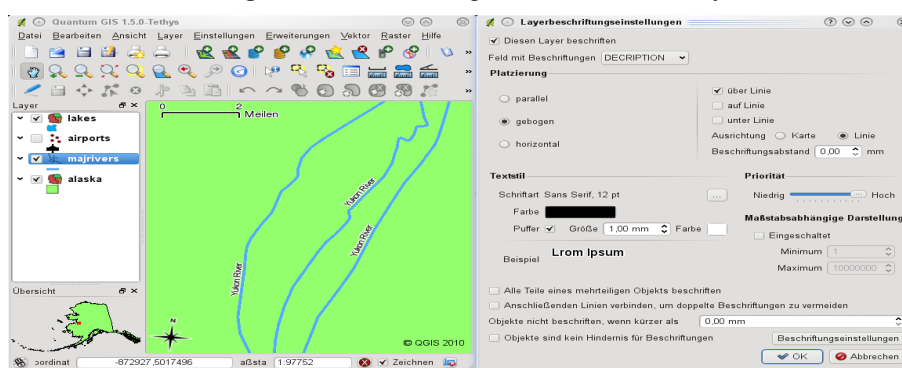 Quantum GIS 1.5.0-Tethys
Datei Bearbeiten Ansicht Layer Einstellungen Erweiterungen Vektor Raster Hilfe
Layer
lakes
airports
majrivers
alaska
0 2
Meilen
Yukon River
Yukon River
Yukon River
© QGIS 2010
Übersicht
oordinat -872927,5017496 aßsta 1:97752 Zeichnen
Layerbeschriftungseinstellungen
Diesen Layer beschriften
Feld mit Beschriftungen DECRIPTION
Platzierung
parallel
gebogen
horizontal
über Linie
auf Linie
unter Linie
Ausrichtung Karte Linie
Beschriftungsabstand 0,00 mm
Textstil
Schriftart Sans Serif, 12 pt ...
Farbe
Puffer Größe 1,00 mm Farbe
Beispiel Lrom Ipsum
Priorität
Niedrig Hoch
Maßstabsabhängige Darstellung
Eingeschaltet
Minimum 1
Maximum 10000000
Alle Teile eines mehrteiligen Objekts beschriften
Anschließenden Linien verbinden, um doppelte Beschriftungen zu vermeiden
Objekte nicht beschriften, wenn kürzer als 0,00 mm
Objekte sind kein Hindernis für Beschriftungen Beschriftungseinstellungen
OK Abbrechen